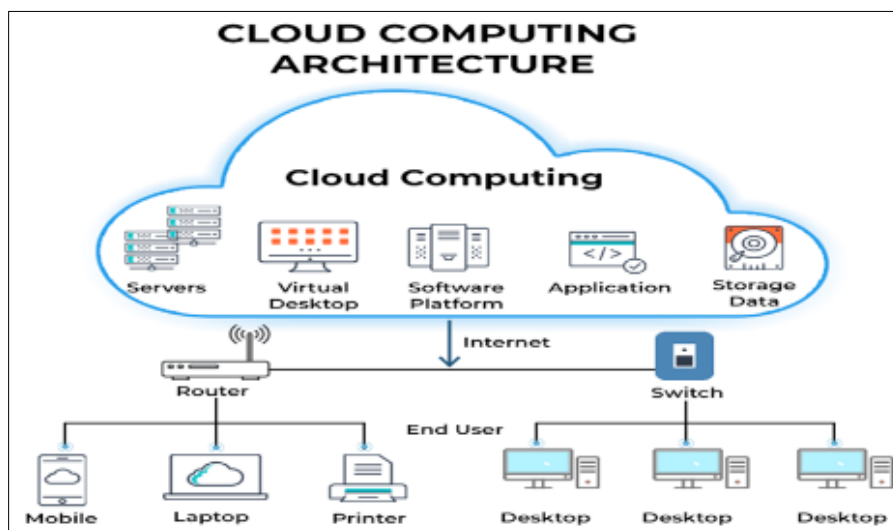 CLOUD COMPUTING
ARCHITECTURE
Cloud Computing
Servers
Virtual
Desktop
Software
Platform
</>
Application
Storage
Data
Internet
Router
Switch
End User
Mobile
Laptop
Printer
Desktop
Desktop
Desktop